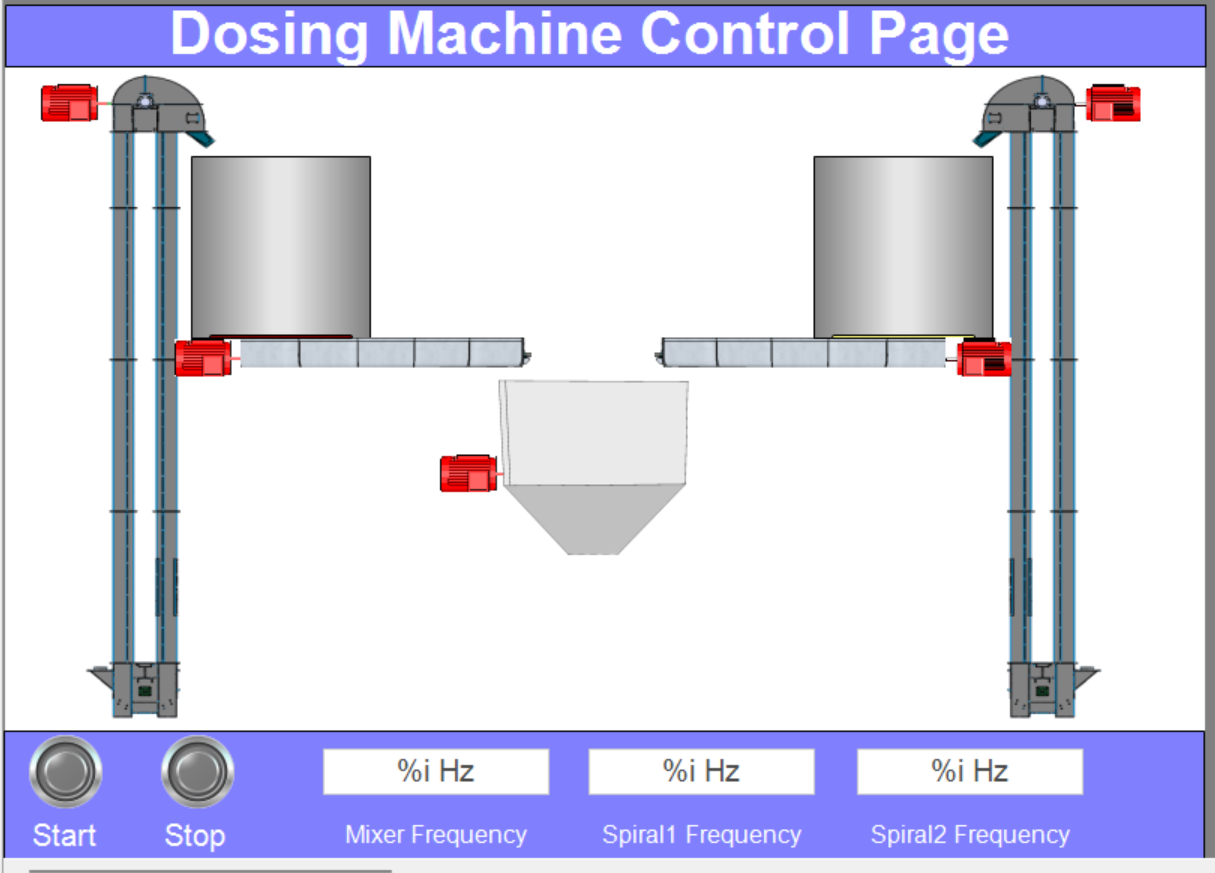 Dosing Machine Control Page
%i Hz
%i Hz
%i Hz
Start
Stop
Mixer Frequency
Spiral1 Frequency
Spiral2 Frequency